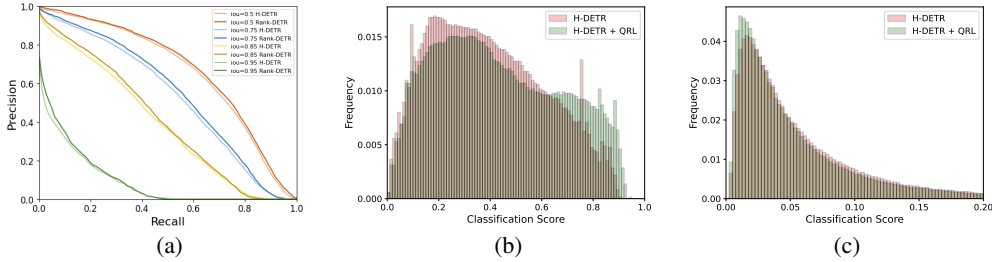 1.0
0.8
0.6
0.4
0.2
0.0
0.0
0.2
0.4
0.6
0.8
1.0
Precision
Recall
iou=0.5 H-DETR
iou=0.5 Rank-DETR
iou=0.75 H-DETR
iou=0.75 Rank-DETR
iou=0.85 H-DETR
iou=0.85 Rank-DETR
iou=0.95 H-DETR
iou=0.95 Rank-DETR
(a)
0.015
0.010
0.005
0.000
0.0
0.2
0.4
0.6
0.8
1.0
Frequency
Classification Score
H-DETR
H-DETR + QRL
(b)
0.04
0.03
0.02
0.01
0.00
0.00
0.05
0.10
0.15
0.20
Frequency
Classification Score
H-DETR
H-DETR + QRL
(c)